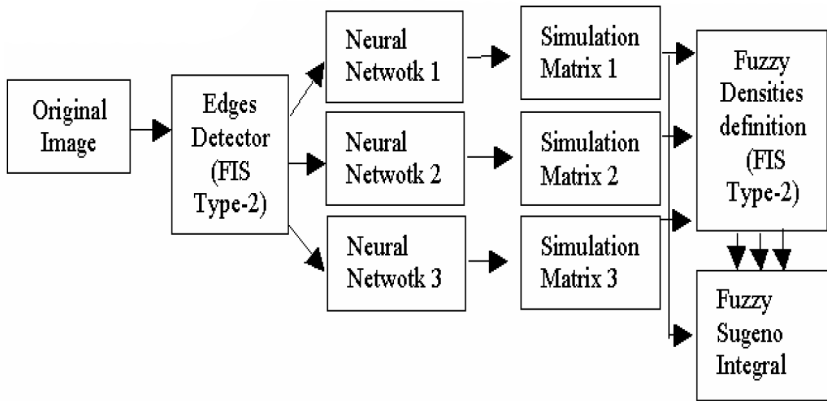 Original
Image
Edges
Detector
(FIS
Type-2)
Neural
Netwotk 1
Neural
Netwotk 2
Neural
Netwotk 3
Simulation
Matrix 1
Simulation
Matrix 2
Simulation
Matrix 3
Fuzzy
Densities
definition
(FIS
Type-2)
Fuzzy
Sugeno
Integral